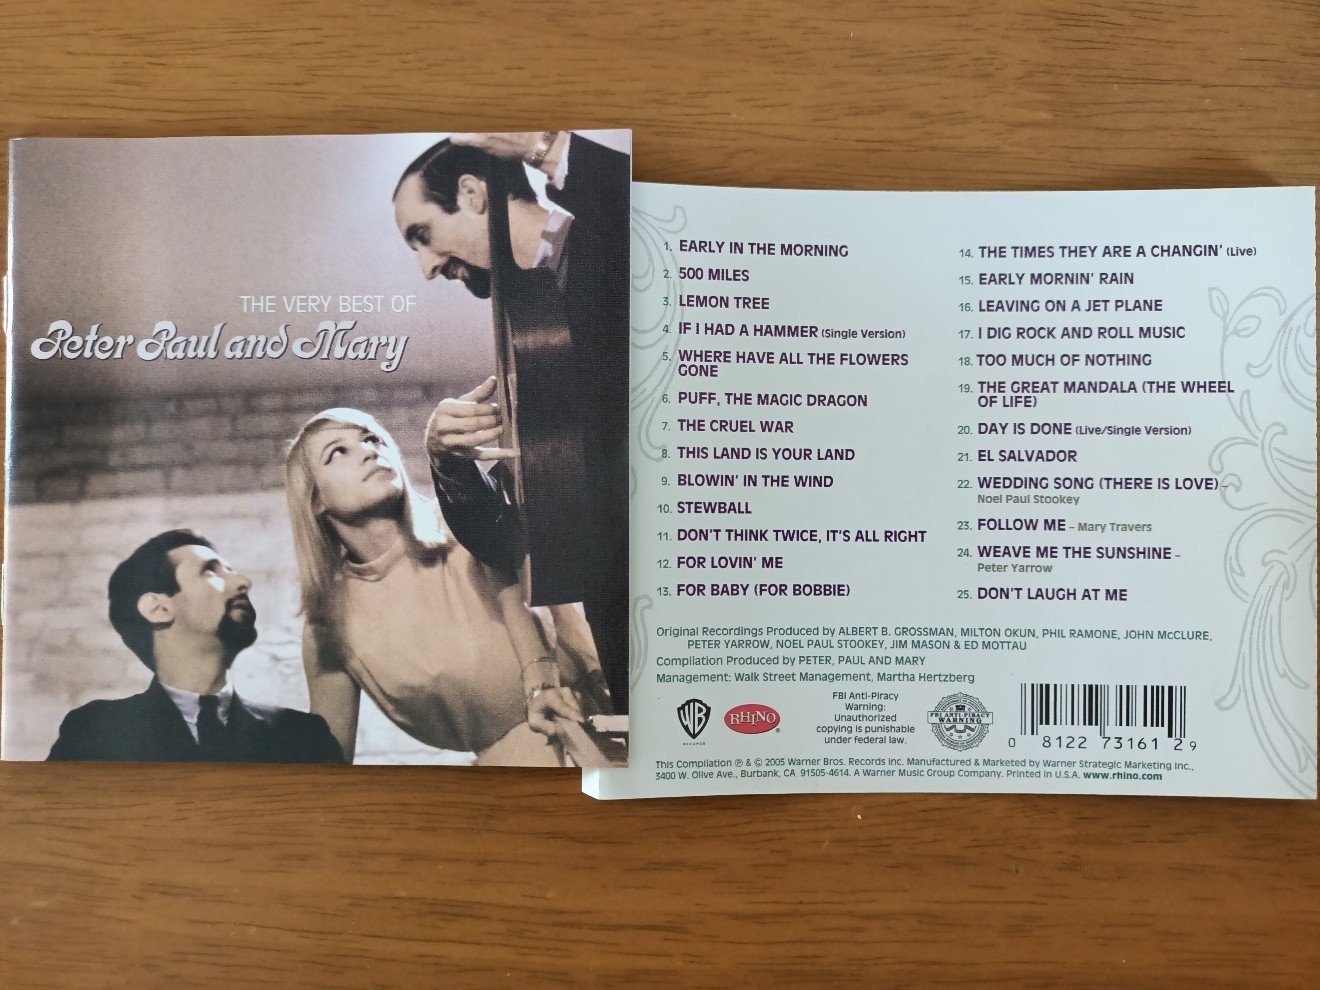 THE VERY BEST OF
Peter Paul and Mary
1. EARLY IN THE MORNING
2. 500 MILES
3. LEMON TREE
4. IF I HAD A HAMMER (Single Version)
5. WHERE HAVE ALL THE FLOWERS
GONE
6. PUFF, THE MAGIC DRAGON
7. THE CRUEL WAR
8. THIS LAND IS YOUR LAND
9. BLOWIN' IN THE WIND
10. STEWBALL
11. DON'T THINK TWICE, IT'S ALL RIGHT
12. FOR LOVIN' ME
13. FOR BABY (FOR BOBBIE)
14. THE TIMES THEY ARE A CHANGIN' (Live)
15. EARLY MORNIN' RAIN
16. LEAVING ON A JET PLANE
17. I DIG ROCK AND ROLL MUSIC
18. TOO MUCH OF NOTHING
19. THE GREAT MANDALA (THE WHEEL
OF LIFE)
20. DAY IS DONE (Live/Single Version)
21. EL SALVADOR
22. WEDDING SONG (THERE IS LOVE) –
Noel Paul Stookey
23. FOLLOW ME – Mary Travers
24. WEAVE ME THE SUNSHINE –
Peter Yarrow
25. DON'T LAUGH AT ME
Original Recordings Produced by ALBERT B. GROSSMAN, MILTON OKUN, PHIL RAMONE, JOHN McCLURE,
PETER YARROW, NOEL PAUL STOOKEY, JIM MASON & ED MOTTAU
Compilation Produced by PETER, PAUL AND MARY
Management: Walk Street Management, Martha Hertzberg
WB
RECORDS
RHINO®
FBI Anti-Piracy
Warning:
Unauthorized
copying is punishable
under federal law.
FBI ANTI-PIRACY
WARNING
0 81227 31612 9
This Compilation ℗ & © 2005 Warner Bros. Records Inc. Manufactured & Marketed by Warner Strategic Marketing Inc.,
3400 W. Olive Ave., Burbank, CA 91505-4614. A Warner Music Group Company. Printed in U.S.A. www.rhino.com